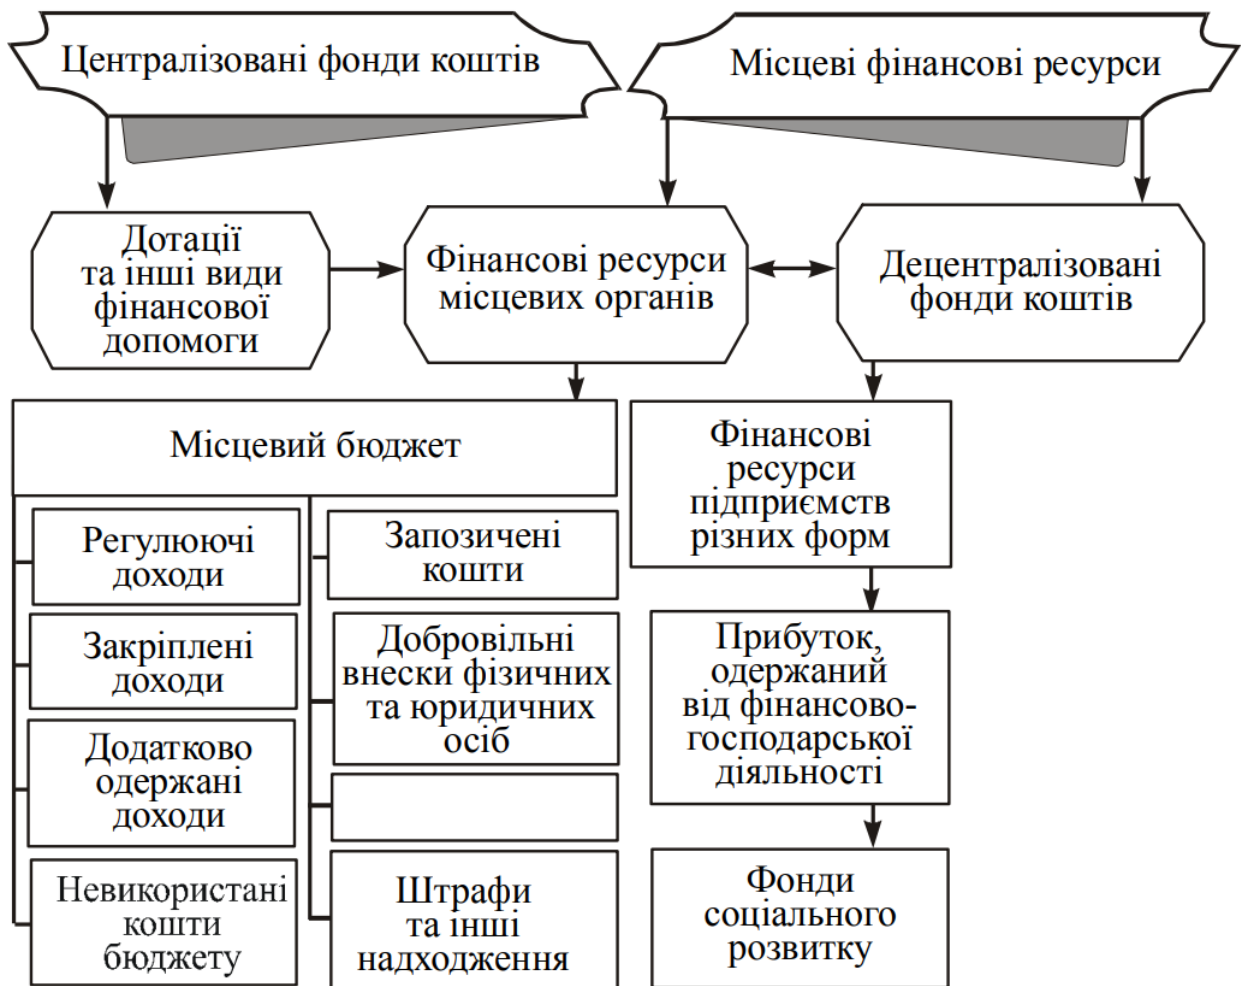 Централізовані фонди коштів
Місцеві фінансові ресурси
Дотації
та інші види
фінансової
допомоги
Фінансові ресурси
місцевих органів
Децентралізовані
фонди коштів
Місцевий бюджет
Регулюючі
доходи
Закріплені
доходи
Додатково
одержані
доходи
Невикористані
кошти
бюджету
Запозичені
кошти
Добровільні
внески фізичних
та юридичних
осіб
Штрафи
та інші
надходження
Фінансові
ресурси
підприємств
різних форм
Прибуток,
одержаний
від фінансово-
господарської
діяльності
Фонди
соціального
розвитку